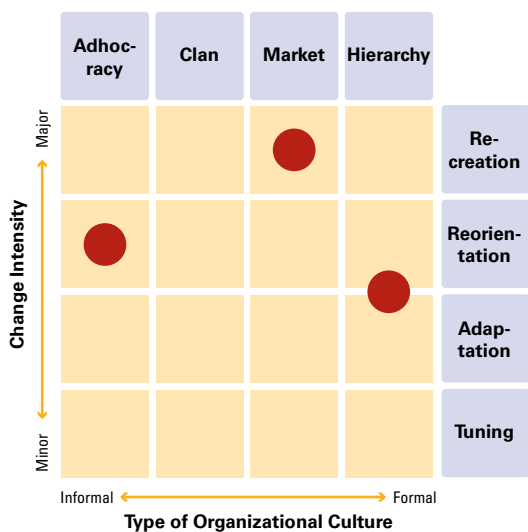 Adhoc-
racy
Clan
Market
Hierarchy
Major
Re-
creation
Reorien-
tation
Change Intensity
Adap-
tation
Minor
Tuning
Informal
Formal
Type of Organizational Culture